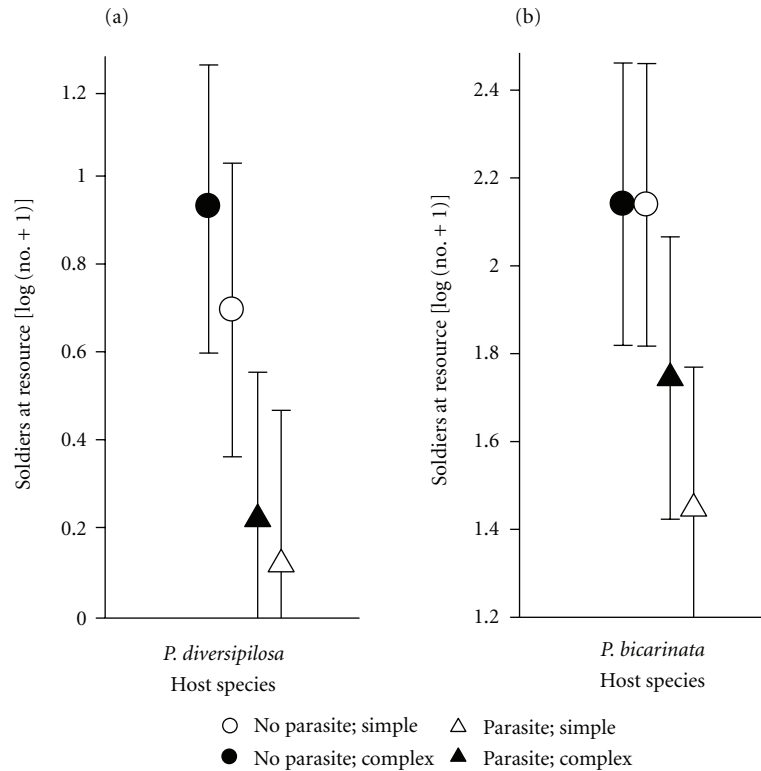 (a)
Soldiers at resource [log (no. + 1)]
1.2
1
0.8
0.6
0.4
0.2
0
P. diversipilosa
Host species
(b)
Soldiers at resource [log (no. + 1)]
2.4
2.2
2
1.8
1.6
1.4
1.2
P. bicarinata
Host species
No parasite; simple
Parasite; simple
No parasite; complex
Parasite; complex